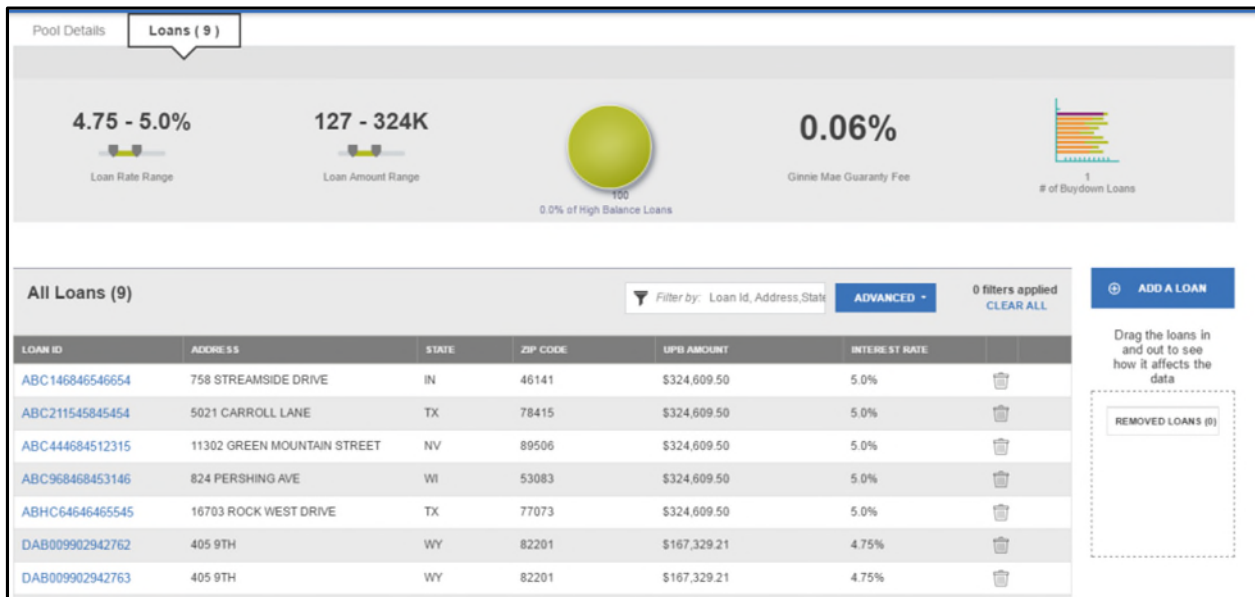 Pool Details Loans ( 9 )
4.75 - 5.0% 127 - 324K 0.06%
Loan Rate Range Loan Amount Range Ginnie Mae Guaranty Fee 1
100 # of Buydown Loans
0.0% of High Balance Loans
All Loans (9) Filter by: Loan Id, Address,State ADVANCED 0 filters applied ADD A LOAN
CLEAR ALL
Drag the loans in
and out to see
how it affects the
data
REMOVED LOANS (0)
LOAN ID ADDRESS STATE ZIP CODE UPB AMOUNT INTEREST RATE
ABC146846546654 758 STREAMSIDE DRIVE IN 46141 $324,609.50 5.0%
ABC211545845454 5021 CARROLL LANE TX 78415 $324,609.50 5.0%
ABC444684512315 11302 GREEN MOUNTAIN STREET NV 89506 $324,609.50 5.0%
ABC968468453146 824 PERSHING AVE WI 53083 $324,609.50 5.0%
ABHC64646465545 16703 ROCK WEST DRIVE TX 77073 $324,609.50 5.0%
DAB009902942762 405 9TH WY 82201 $167,329.21 4.75%
DAB009902942763 405 9TH WY 82201 $167,329.21 4.75%